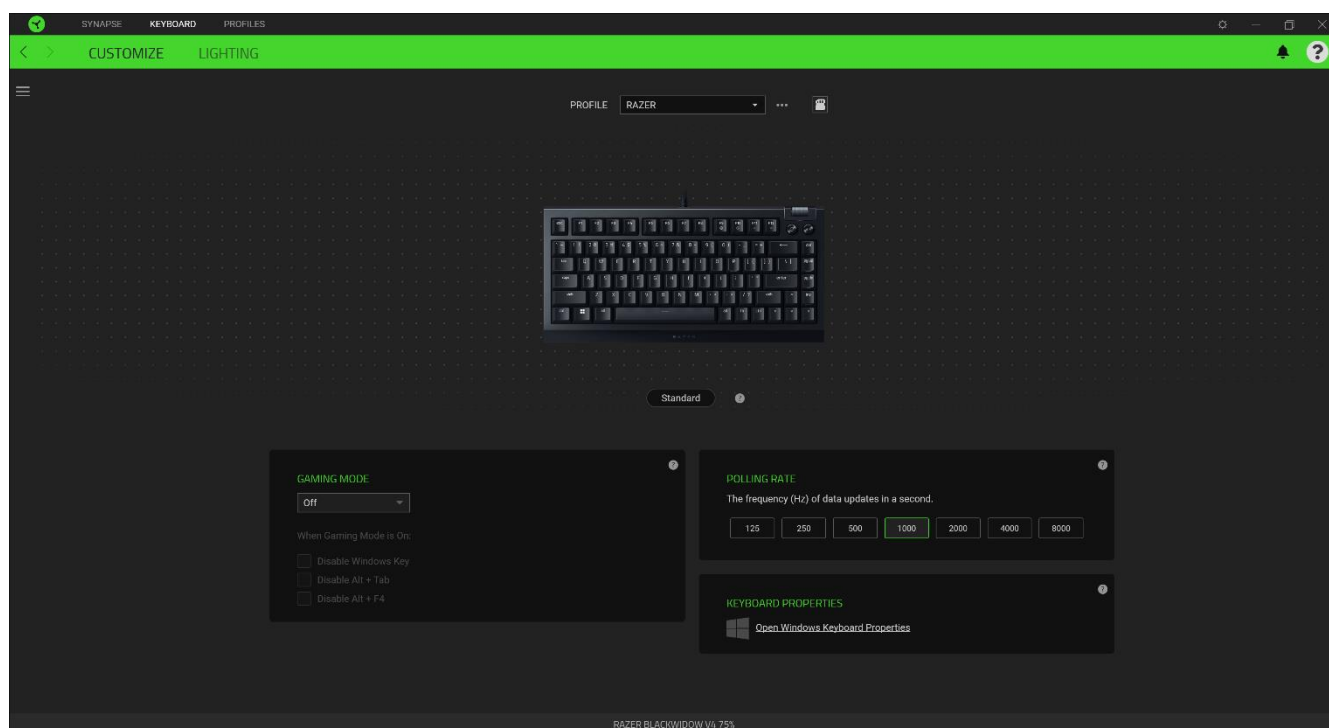 SYNAPSE KEYBOARD PROFILES
CUSTOMIZE LIGHTING
PROFILE RAZER
Standard
GAMING MODE
Off
When Gaming Mode is On:
Disable Windows Key
Disable Alt + Tab
Disable Alt + F4
POLLING RATE
The frequency (Hz) of data updates in a second.
125 250 500 1000 2000 4000 8000
KEYBOARD PROPERTIES
Open Windows Keyboard Properties
RAZER BLACKWIDOW V4 75%